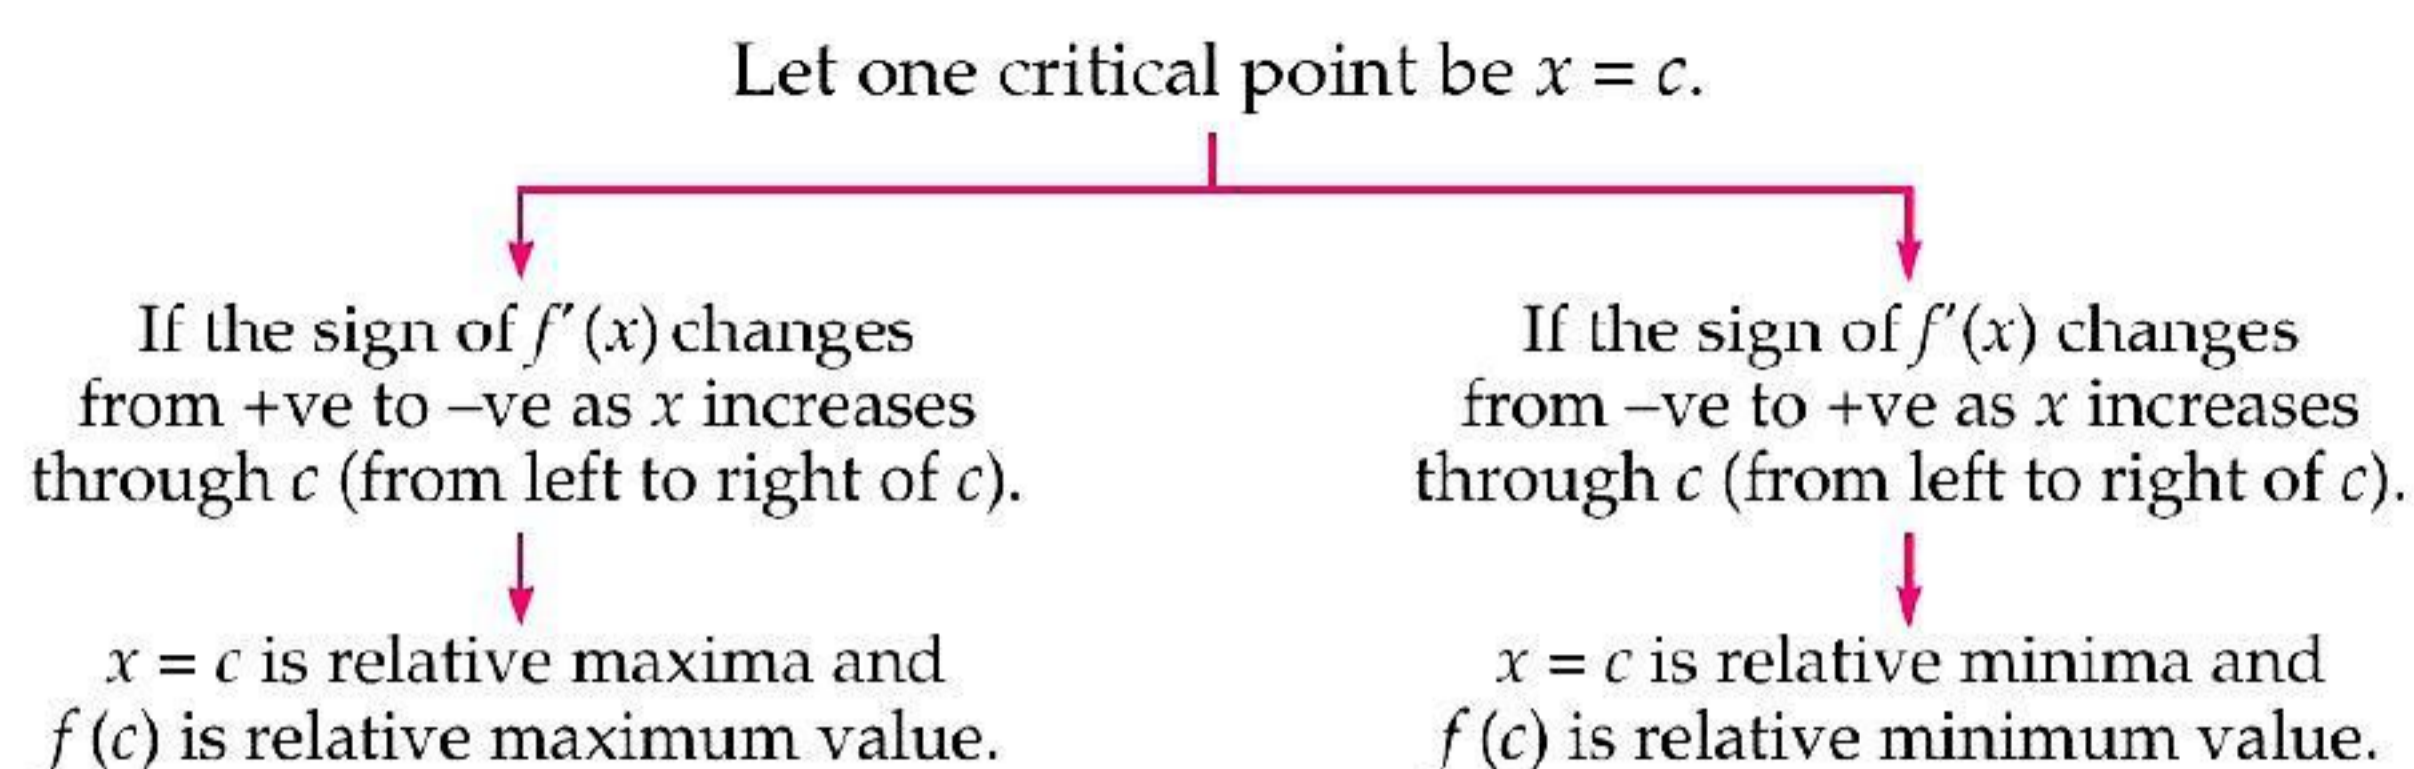 Let one critical point be x = c.
If the sign of f′(x) changes
from +ve to –ve as x increases
through c (from left to right of c).
x = c is relative maxima and
f (c) is relative maximum value.
If the sign of f′(x) changes
from –ve to +ve as x increases
through c (from left to right of c).
x = c is relative minima and
f (c) is relative minimum value.